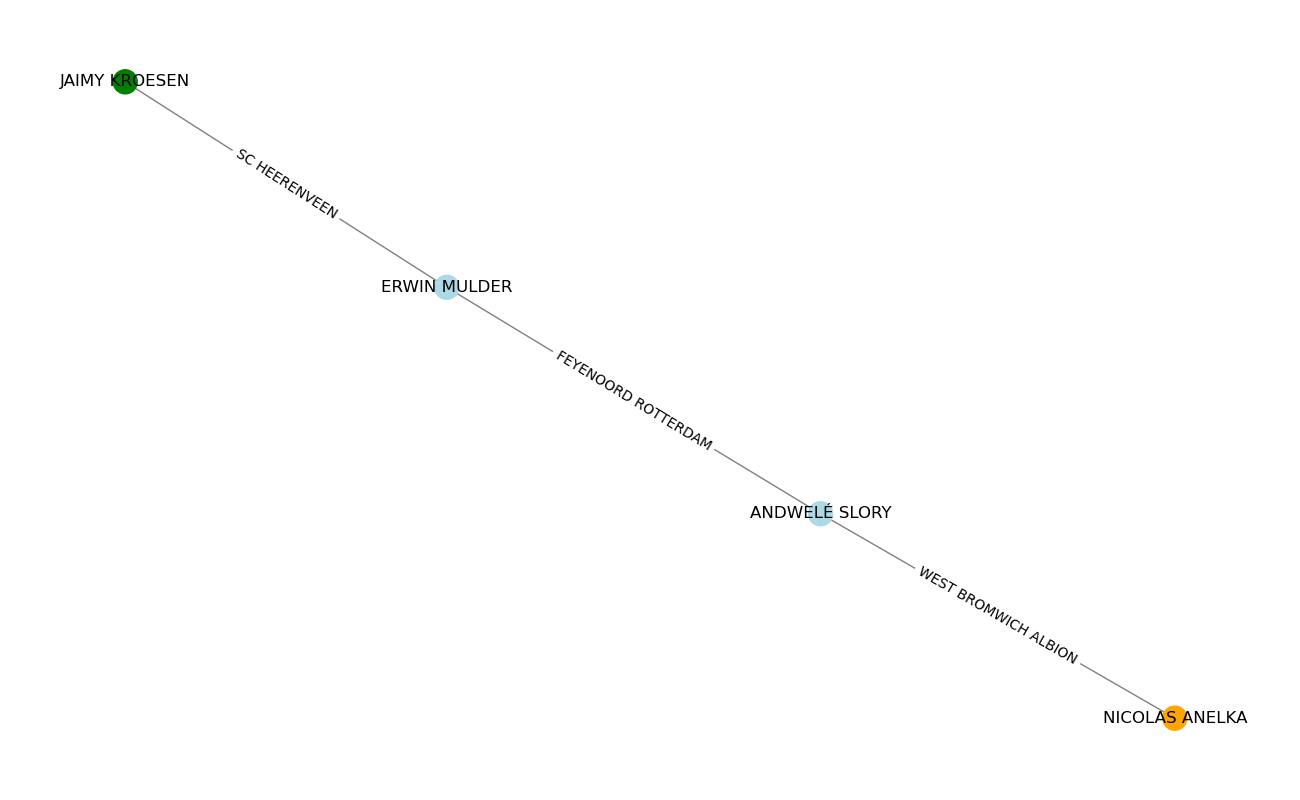 JAIMY KROESEN
SC HEERENVEEN
ERWIN MULDER
FEYENOORD ROTTERDAM
ANDWELÉ SLORY
WEST BROMWICH ALBION
NICOLAS ANELKA